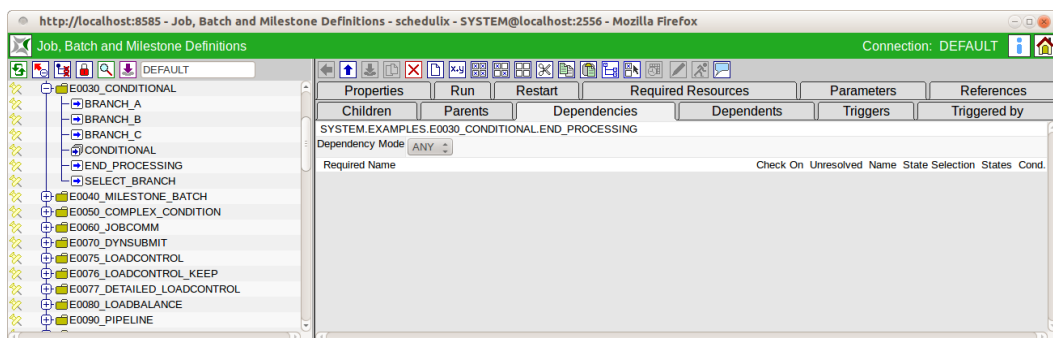 http://localhost:8585 - Job, Batch and Milestone Definitions - schedulix - SYSTEM@localhost:2556 - Mozilla Firefox
Job, Batch and Milestone Definitions Connection: DEFAULT
DEFAULT
E0030_CONDITIONAL
BRANCH_A
BRANCH_B
BRANCH_C
CONDITIONAL
END_PROCESSING
SELECT_BRANCH
E0040_MILESTONE_BATCH
E0050_COMPLEX_CONDITION
E0060_JOBCOMM
E0070_DYNSUBMIT
E0075_LOADCONTROL
E0076_LOADCONTROL_KEEP
E0077_DETAILED_LOADCONTROL
E0080_LOADBALANCE
E0090_PIPELINE
Properties Run Restart Required Resources Parameters References
Children Parents Dependencies Dependents Triggers Triggered by
SYSTEM.EXAMPLES.E0030_CONDITIONAL.END_PROCESSING
Dependency Mode ANY
Required Name Check On Unresolved Name State Selection States Cond.